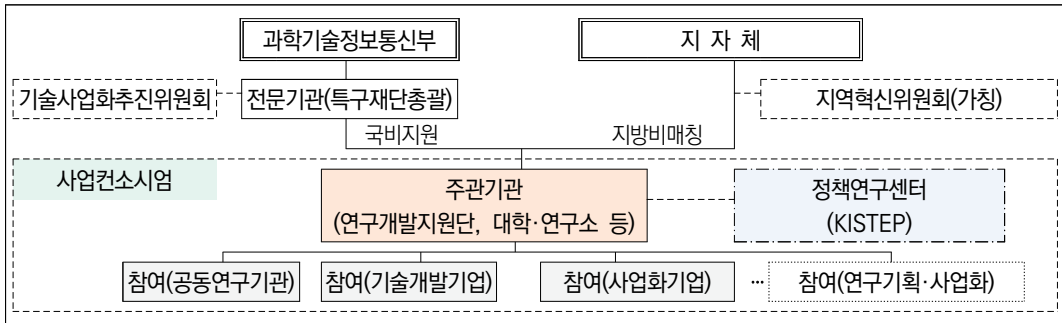 과학기술정보통신부
지 자 체
기술사업화추진위원회
전문기관(특구재단총괄)
지역혁신위원회(가칭)
국비지원
지방비매칭
사업컨소시엄
주관기관
(연구개발지원단, 대학·연구소 등)
정책연구센터
(KISTEP)
참여(공동연구기관)
참여(기술개발기업)
참여(사업화기업)
···
참여(연구기획·사업화)